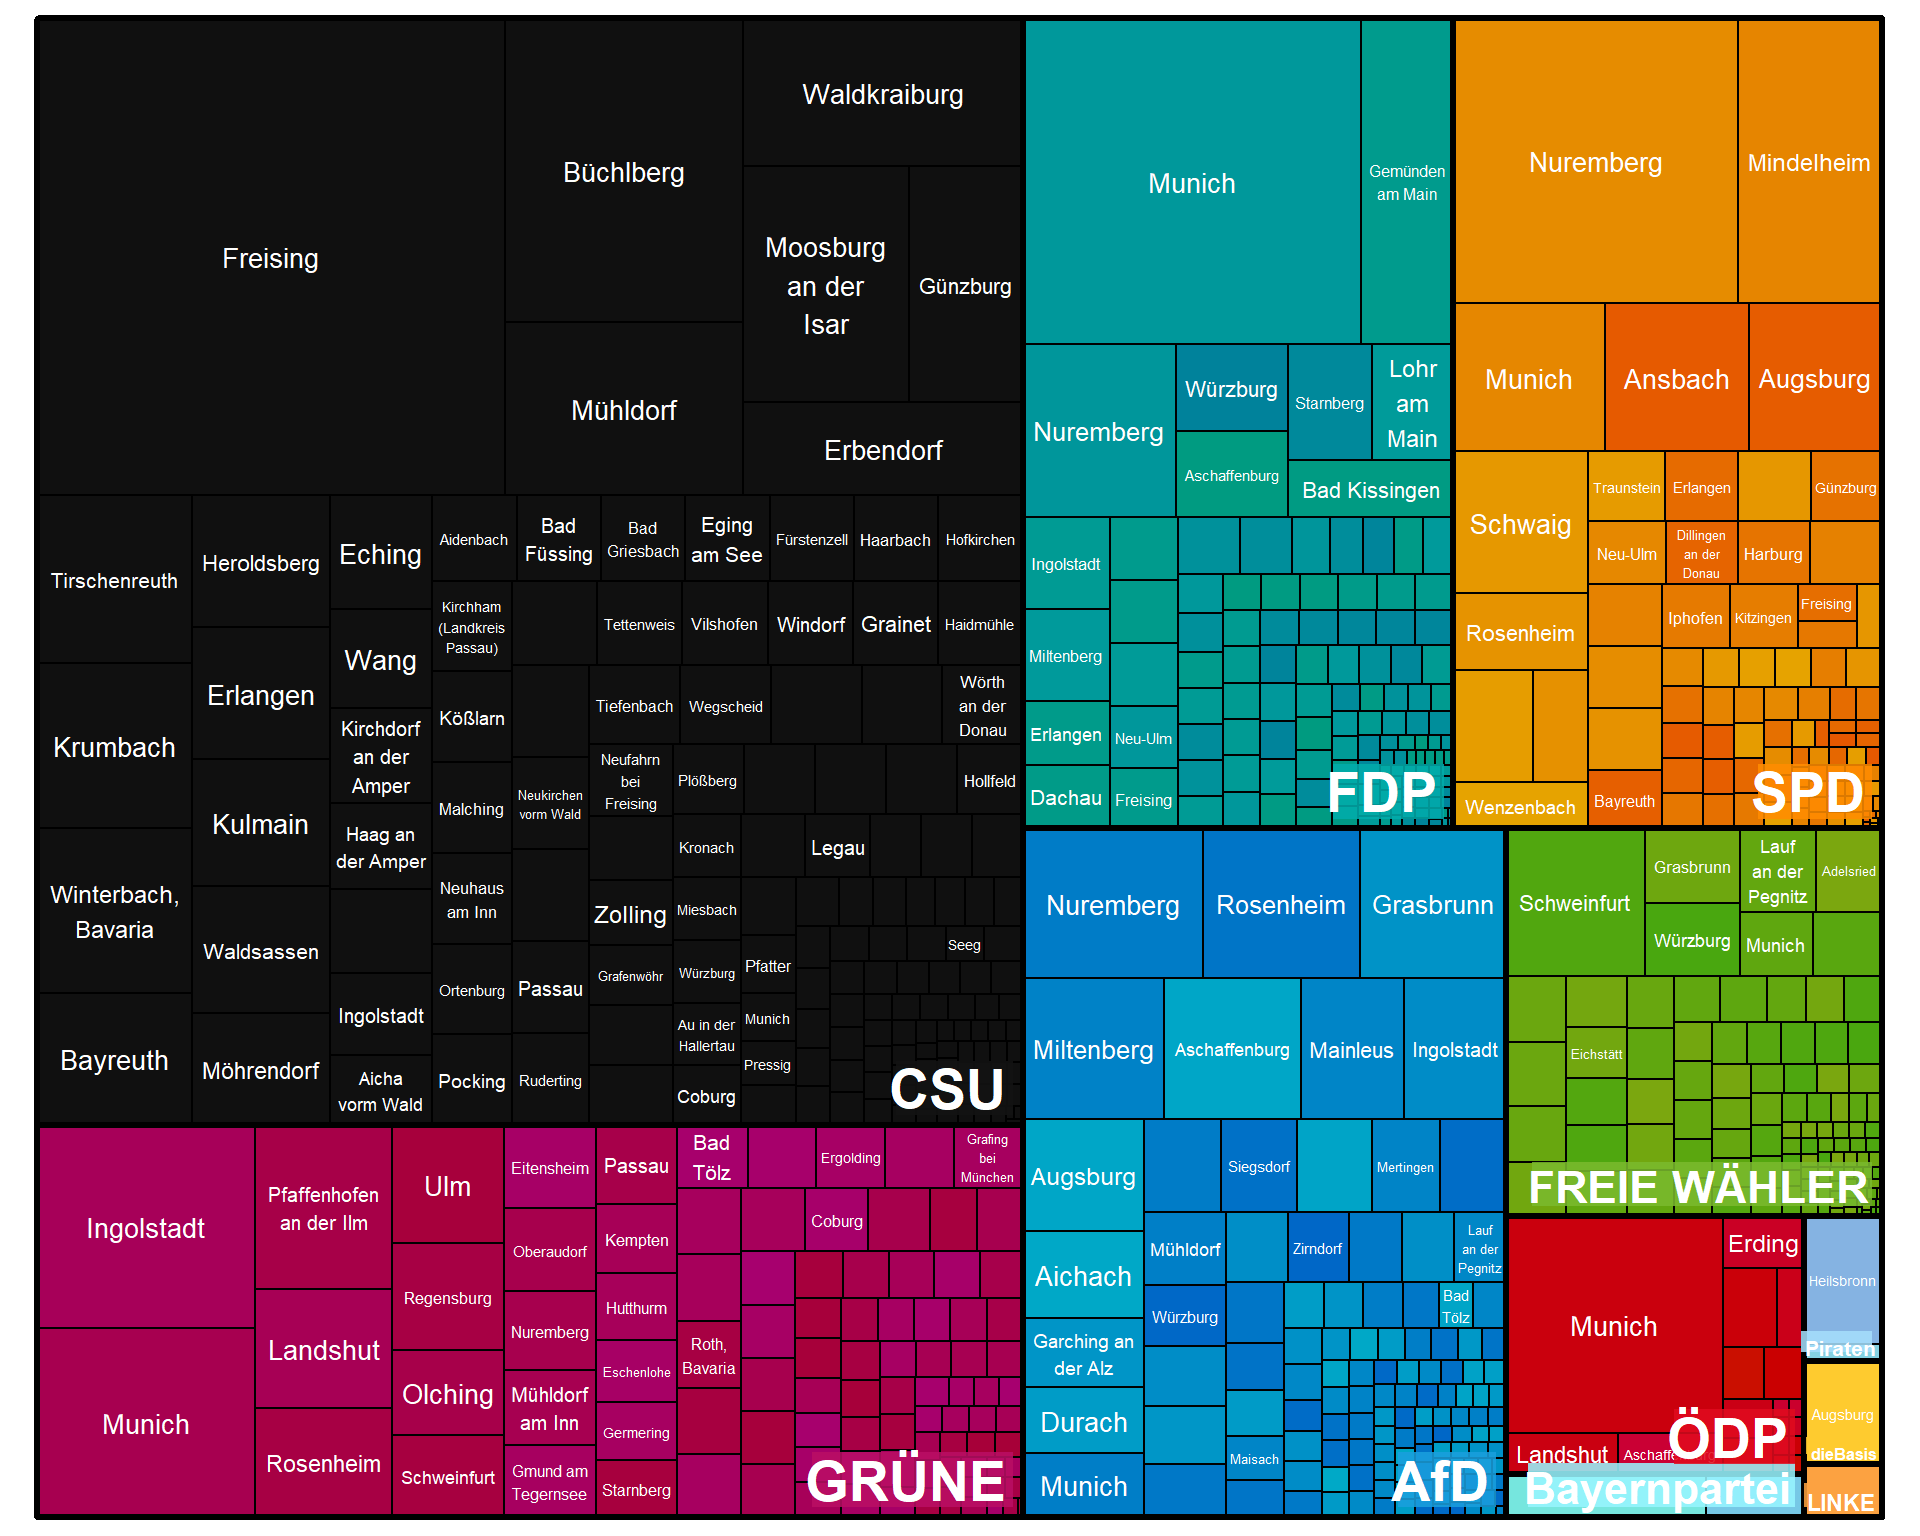 Freising
Büchlberg
Waldkraiburg
Moosburg
an der
Isar
Günzburg
Mühldorf
Erbendorf
Tirschenreuth
Krumbach
Winterbach,
Bavaria
Bayreuth
Heroldsberg
Erlangen
Kulmain
Waldsassen
Möhrendorf
Eching
Wang
Kirchdorf
an der
Amper
Haag an
der Amper
Ingolstadt
Aicha
vorm Wald
Aidenbach
Bad
Füssing
Bad
Griesbach
Eging
am See
Fürstenzell
Haarbach
Hofkirchen
Kirchham
(Landkreis
Passau)
Tettenweis
Vilshofen
Windorf
Grainet
Haidmühle
Kößlarn
Malching
Neuhaus
am Inn
Ortenburg
Pocking
Neukirchen
vorm Wald
Passau
Ruderting
Tiefenbach
Wegscheid
Wörth
an der
Donau
Neufahrn
bei
Freising
Plößberg
Hollfeld
Zolling
Grafenwöhr
Kronach
Legau
Miesbach
Würzburg
Au in der
Hallertau
Coburg
Pfatter
Munich
Pressig
Seeg
CSU
Munich
Gemünden
am Main
Nuremberg
Würzburg
Starnberg
Lohr
am
Main
Aschaffenburg
Bad Kissingen
Ingolstadt
Miltenberg
Erlangen
Dachau
Neu-Ulm
Freising
FDP
Nuremberg
Mindelheim
Munich
Ansbach
Augsburg
Schwaig
Rosenheim
Wenzenbach
Traunstein
Erlangen
Günzburg
Neu-Ulm
Dillingen
an der
Donau
Harburg
Iphofen
Kitzingen
Freising
Bayreuth
SPD
Ingolstadt
Munich
Pfaffenhofen
an der Ilm
Landshut
Rosenheim
Ulm
Regensburg
Olching
Schweinfurt
Eitensheim
Oberaudorf
Nuremberg
Mühldorf
am Inn
Gmund am
Tegernsee
Passau
Kempten
Hutthurm
Eschenlohe
Germering
Starnberg
Bad
Tölz
Ergolding
Grafing
bei
München
Coburg
Roth,
Bavaria
GRÜNE
Nuremberg
Rosenheim
Grasbrunn
Miltenberg
Aschaffenburg
Mainleus
Ingolstadt
Augsburg
Aichach
Garching an
der Alz
Durach
Munich
Siegsdorf
Mertingen
Mühldorf
Zirndorf
Lauf
an der
Pegnitz
Würzburg
Bad
Tölz
Maisach
AfD
Schweinfurt
Grasbrunn
Lauf
an der
Pegnitz
Adelsried
Würzburg
Munich
Eichstätt
FREIE WÄHLER
Munich
Erding
Landshut
ÖDP
Bayernpartei
Heilsbronn
Piraten
Augsburg
dieBasis
LINKE